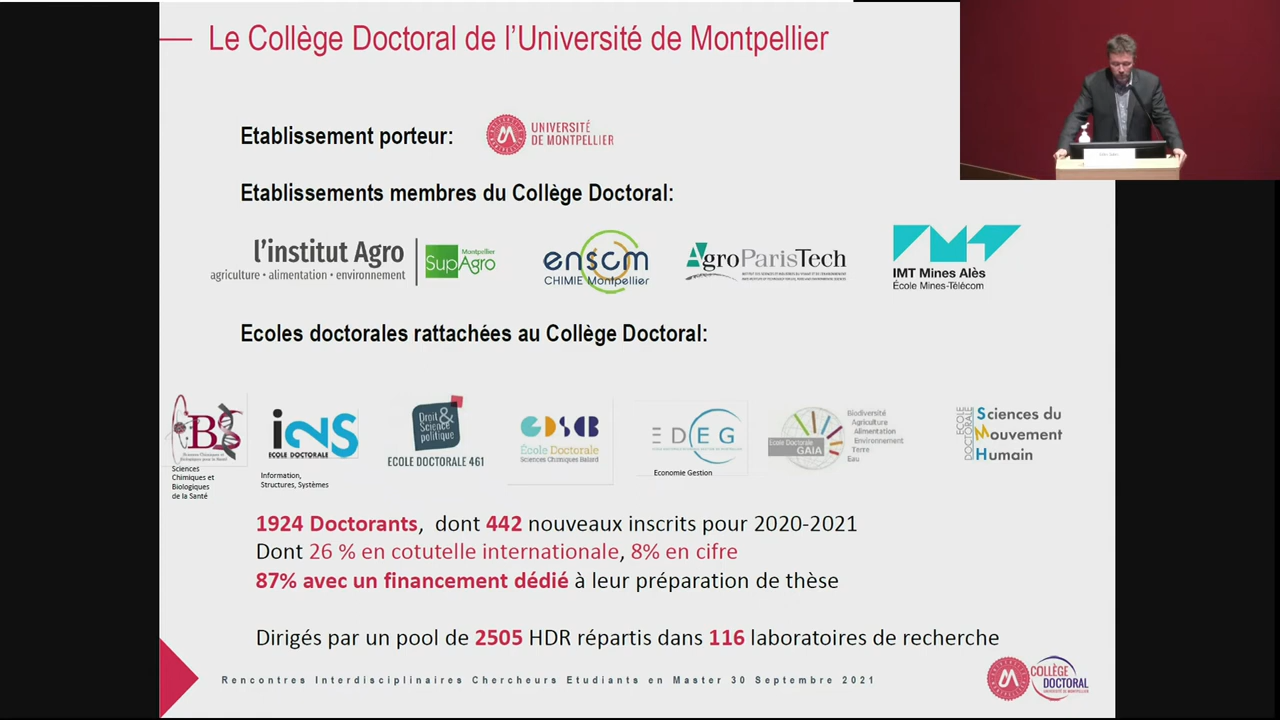 Le Collège Doctoral de l'Université de Montpellier
Etablissement porteur:
UNIVERSITÉ
DE MONTPELLIER
Etablissements membres du Collège Doctoral:
l'institut Agro
agriculture • alimentation • environnement
Montpellier
SupAgro
enscm
CHIMIE Montpellier
AgroParisTech
IMT Mines Alès
École Mines-Télécom
Ecoles doctorales rattachées au Collège Doctoral:
CBS
Sciences
Chimiques et
Biologiques
de la Santé
i2S
ECOLE DOCTORALE
Information,
Structures, Systèmes
Droit
&
Science
politique
ECOLE DOCTORALE 461
EDSCB
École Doctorale
Sciences Chimiques Balard
EDEG
Economie Gestion
Ecole Doctorale
GAIA
Biodiversité
Agriculture
Alimentation
Environnement
Terre
Eau
ECOLE
DOCTORALE
Sciences du
Mouvement
Humain
1924 Doctorants, dont 442 nouveaux inscrits pour 2020-2021
Dont 26 % en cotutelle internationale, 8% en cifre
87% avec un financement dédié à leur préparation de thèse
Dirigés par un pool de 2505 HDR répartis dans 116 laboratoires de recherche
Rencontres Interdisciplinaires Chercheurs Etudiants en Master 30 Septembre 2021
COLLÈGE
DOCTORAL
UNIVERSITÉ DE MONTPELLIER